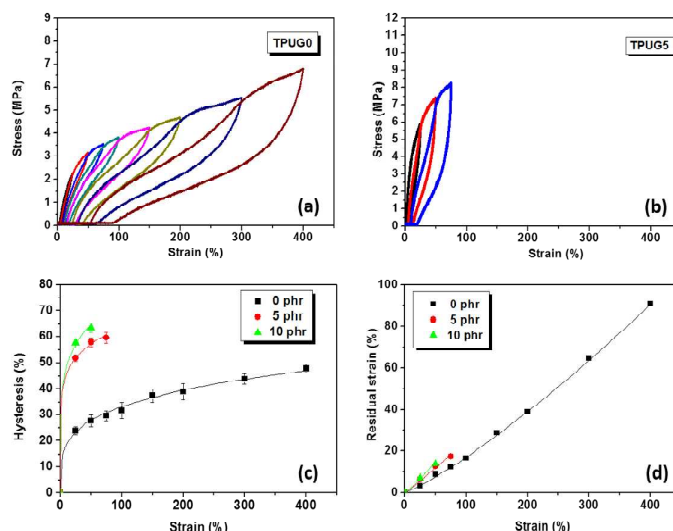 9
8
7
6
5
4
3
2
1
0
Stress (MPa)
TPUG0
(a)
0 100 200 300 400
Strain (%)
12
11
10
9
8
7
6
5
4
3
2
1
0
Stress (MPa)
TPUG5
(b)
0 100 200 300 400
Strain (%)
80
70
60
50
40
30
20
10
0
Hysteresis (%)
0 phr
5 phr
10 phr
(c)
0 100 200 300 400
Strain (%)
100
80
60
40
20
0
Residual strain (%)
0 phr
5 phr
10 phr
(d)
0 100 200 300 400
Strain (%)